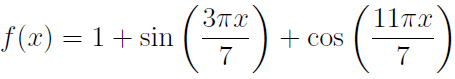 f(x) = 1 + sin(3πx/7) + cos(11πx/7)